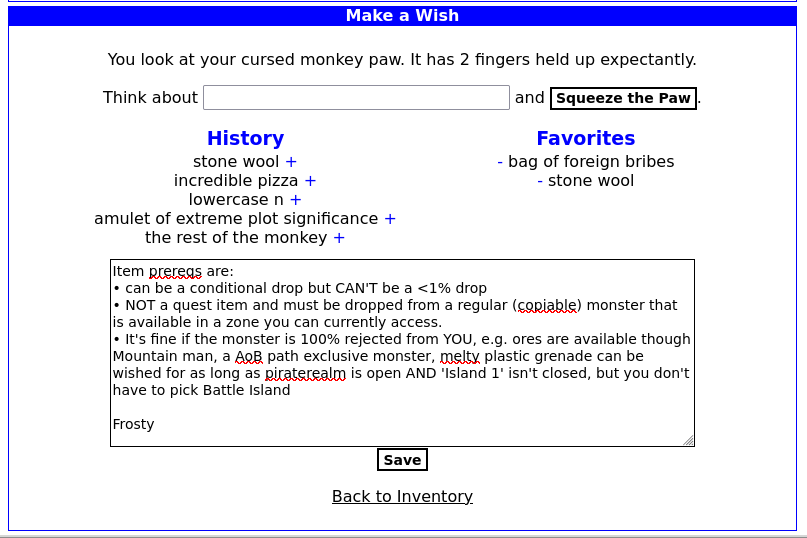 Make a Wish
You look at your cursed monkey paw. It has 2 fingers held up expectantly.
Think about and Squeeze the Paw.
History
stone wool +
incredible pizza +
lowercase n +
amulet of extreme plot significance +
the rest of the monkey +
Favorites
- bag of foreign bribes
- stone wool
Item prereqs are:
• can be a conditional drop but CAN'T be a <1% drop
• NOT a quest item and must be dropped from a regular (copiable) monster that
is available in a zone you can currently access.
• It's fine if the monster is 100% rejected from YOU, e.g. ores are available though
Mountain man, a AoB path exclusive monster, melty plastic grenade can be
wished for as long as piraterealm is open AND 'Island 1' isn't closed, but you don't
have to pick Battle Island
Frosty
Save
Back to Inventory